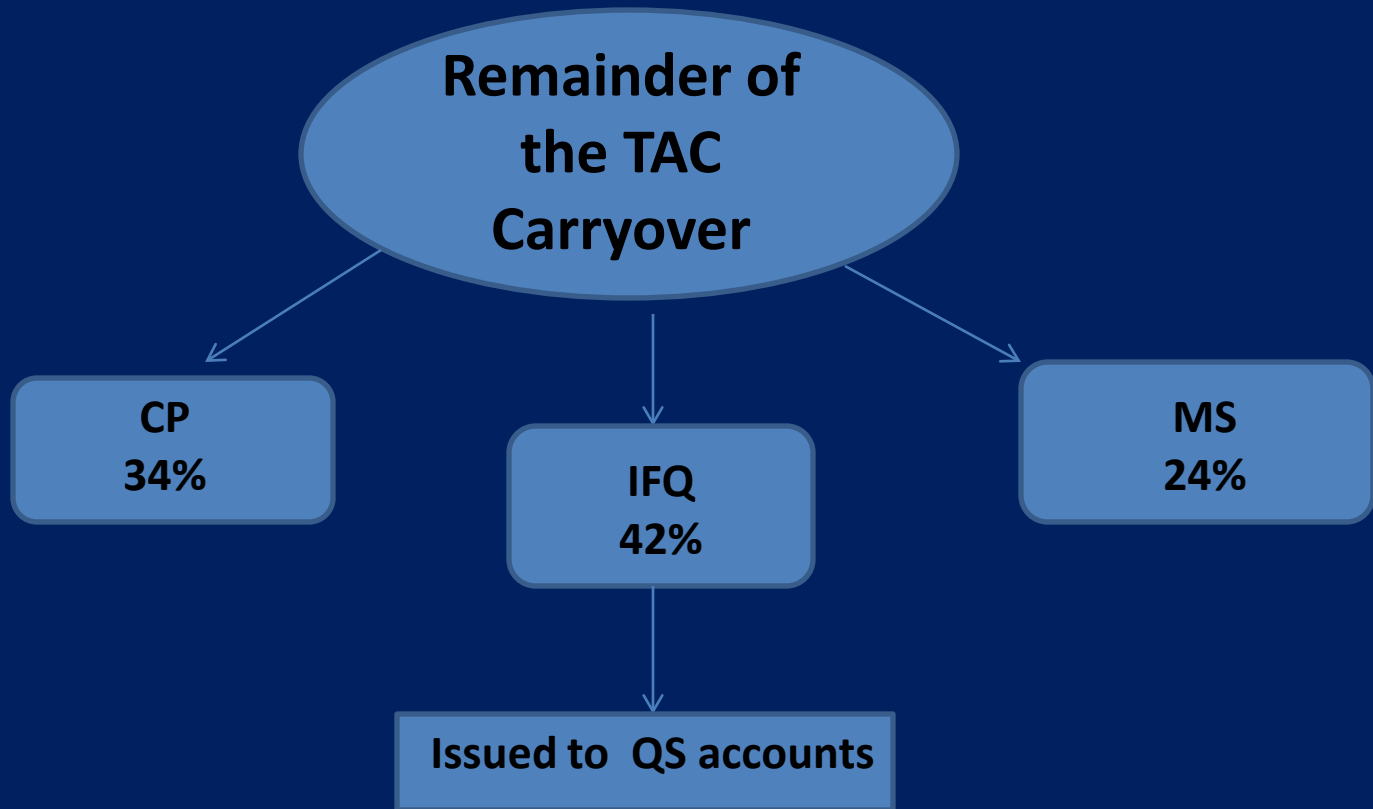 Remainder of
the TAC
Carryover
CP
34%
IFQ
42%
MS
24%
Issued to QS accounts